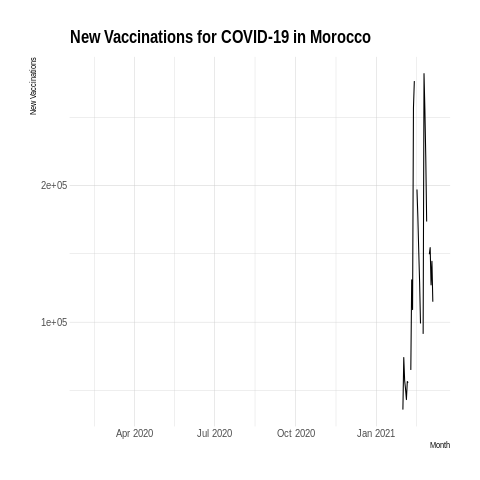 New Vaccinations for COVID-19 in Morocco
New Vaccinations
2e+05
1e+05
Apr 2020 Jul 2020 Oct 2020 Jan 2021
Month